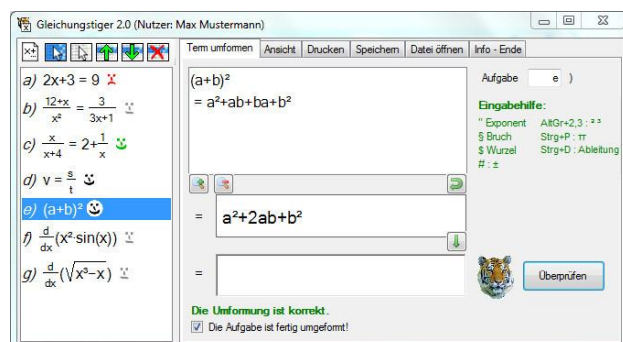 Gleichungstiger 2.0 (Nutzer: Max Mustermann)
Term umformen Ansicht Drucken Speichern Datei öffnen Info - Ende
a) 2x+3 = 9
b) 12+x/x² = 3/3x+1
c) x/x+4 = 2+1/x
d) v = s/t
e) (a+b)²
f) d/dx(x²·sin(x))
g) d/dx(√x³−x)
(a+b)²
= a²+ab+ba+b²
= a²+2ab+b²
=
Die Umformung ist korrekt.
Die Aufgabe ist fertig umgeformt!
Aufgabe e )
Eingabehilfe:
^ Exponent AltGr+2,3 : ² ³
§ Bruch Strg+P : π
$ Wurzel Strg+D : Ableitung
# : ±
Überprüfen